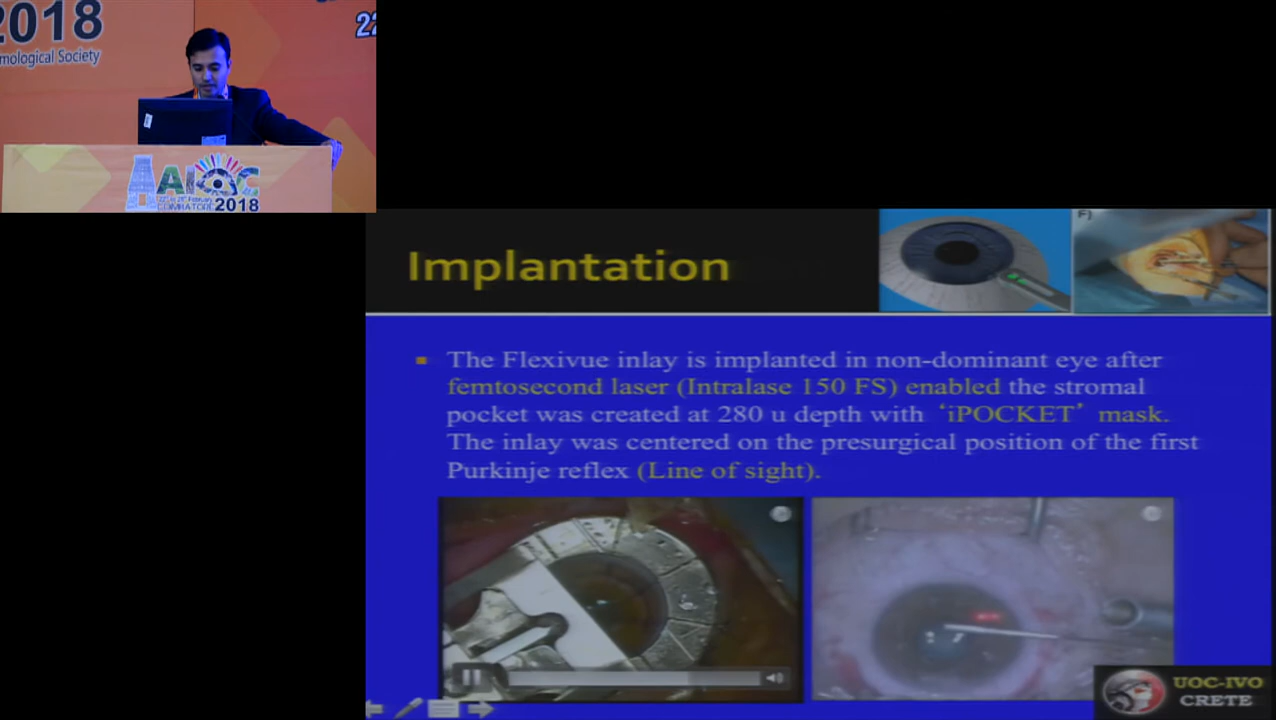 2018
mological Society
22
AIOC
COIMBATORE 2018
F)
Implantation
The Flexivue inlay is implanted in non-dominant eye after
femtosecond laser (Intralase 150 FS) enabled the stromal
pocket was created at 280 u depth with ‘iPOCKET’ mask.
The inlay was centered on the presurgical position of the first
Purkinje reflex (Line of sight).
UOC-IVO
CRETE